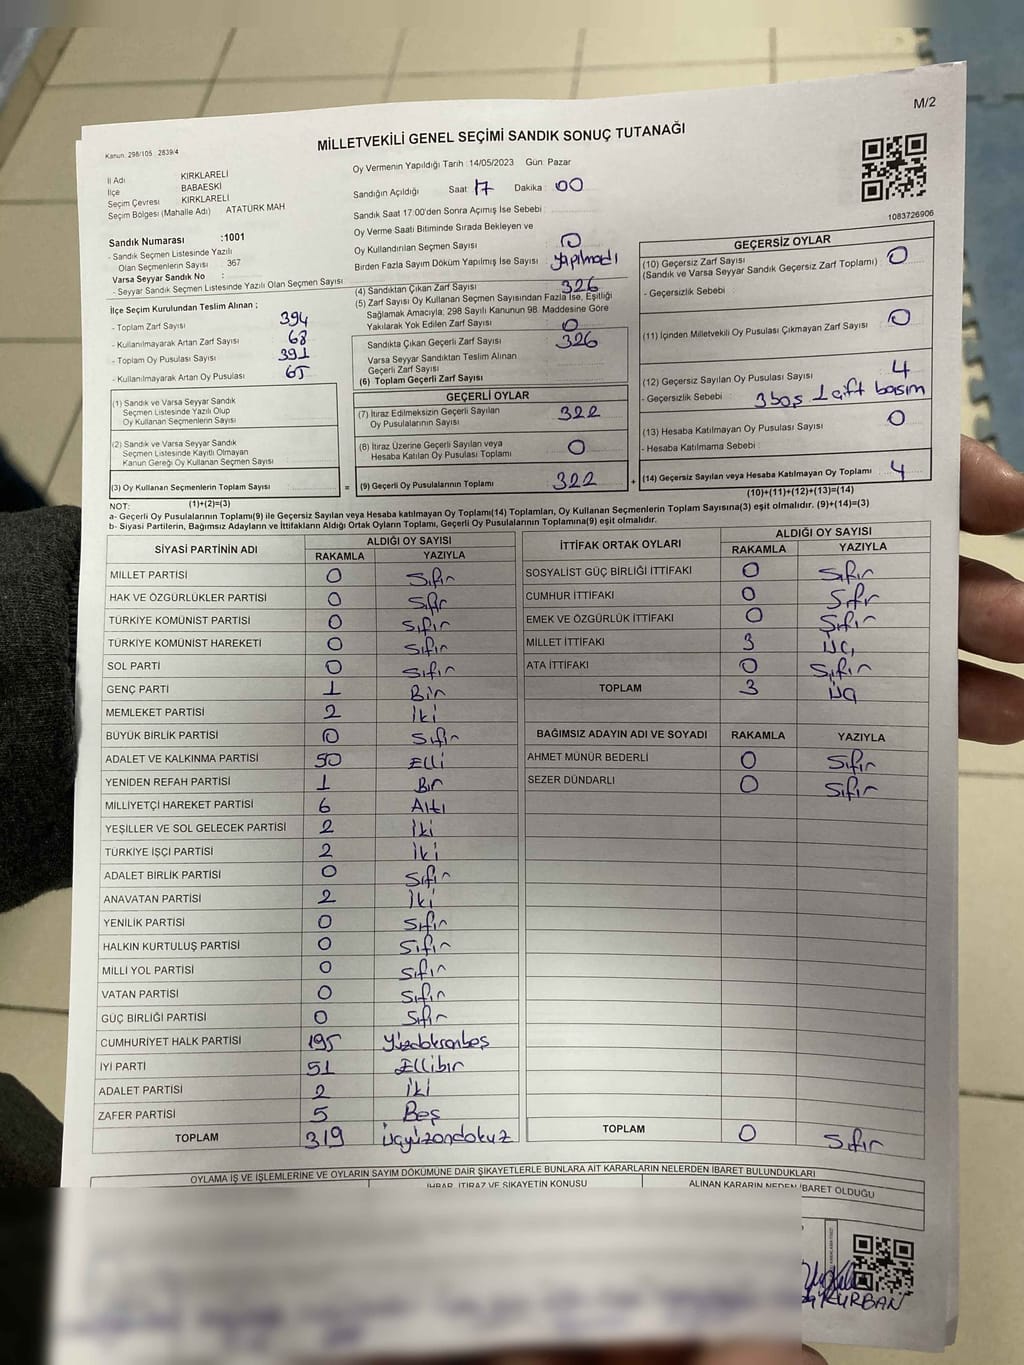 M/2
Kanun. 298/105 2839/4
MİLLETVEKİLİ GENEL SEÇİMİ SANDIK SONUÇ TUTANAĞI
İl Adı KIRKLARELİ
İlçe BABAESKİ
Seçim Çevresi KIRKLARELİ
Seçim Bölgesi (Mahalle Adı) ATATÜRK MAH
Sandık Numarası :1001
- Sandık Seçmen Listesinde Yazılı
Olan Seçmenlerin Sayısı : 367
Varsa Seyyar Sandık No :
- Seyyar Sandık Seçmen Listesinde Yazılı Olan Seçmen Sayısı
Oy Vermenin Yapıldığı Tarih :14/05/2023 Gün: Pazar
Sandığın Açıldığı Saat : 17 Dakika : 00
Sandık Saat 17:00'den Sonra Açımış İse Sebebi :
Oy Verme Saati Bitiminde Sırada Bekleyen ve
Oy Kullandırılan Seçmen Sayısı : 0
Birden Fazla Sayım Döküm Yapılmış İse Sayısı : yapılmadı
1083726906
İlçe Seçim Kurulundan Teslim Alınan ;
- Toplam Zarf Sayısı : 394
- Kullanılmayarak Artan Zarf Sayısı : 68
- Toplam Oy Pusulası Sayısı : 391
- Kullanılmayarak Artan Oy Pusulası : 65
(1) Sandık ve Varsa Seyyar Sandık
Seçmen Listesinde Yazılı Olup
Oy Kullanan Seçmenlerin Sayısı :
(2) Sandık ve Varsa Seyyar Sandık
Seçmen Listesinde Kayıtlı Olmayan
Kanun Gereği Oy Kullanan Seçmen Sayısı :
(3) Oy Kullanan Seçmenlerin Toplam Sayısı : =
(1)+(2)=(3)
(4) Sandıktan Çıkan Zarf Sayısı : 326
(5) Zarf Sayısı Oy Kullanan Seçmen Sayısından Fazla İse, Eşitliği
Sağlamak Amacıyla; 298 Sayılı Kanunun 98. Maddesine Göre
Yakılarak Yok Edilen Zarf Sayısı : 0
Sandıkta Çıkan Geçerli Zarf Sayısı : 326
Varsa Seyyar Sandıktan Teslim Alınan
Geçerli Zarf Sayısı :
(6) Toplam Geçerli Zarf Sayısı :
GEÇERLİ OYLAR
(7) İtiraz Edilmeksizin Geçerli Sayılan
Oy Pusulalarının Sayısı : 322
(8) İtiraz Üzerine Geçerli Sayılan veya
Hesaba Katılan Oy Pusulası Toplamı : 0
(9) Geçerli Oy Pusulalarının Toplamı : 322 +
GEÇERSİZ OYLAR
(10) Geçersiz Zarf Sayısı : 0
(Sandık ve Varsa Seyyar Sandık Geçersiz Zarf Toplamı)
- Geçersizlik Sebebi :
(11) İçinden Milletvekili Oy Pusulası Çıkmayan Zarf Sayısı : 0
(12) Geçersiz Sayılan Oy Pusulası Sayısı : 4
- Geçersizlik Sebebi : 3 boş 1 çift basım
(13) Hesaba Katılmayan Oy Pusulası Sayısı : 0
- Hesaba Katılmama Sebebi :
(14) Geçersiz Sayılan veya Hesaba Katılmayan Oy Toplamı : 4
(10)+(11)+(12)+(13)=(14)
NOT:
a- Geçerli Oy Pusulalarının Toplamı(9) ile Geçersiz Sayılan veya Hesaba katılmayan Oy Toplamı(14) Toplamları, Oy Kullanan Seçmenlerin Toplam Sayısına(3) eşit olmalıdır. (9)+(14)=(3)
b- Siyasi Partilerin, Bağımsız Adayların ve İttifakların Aldığı Ortak Oyların Toplamı, Geçerli Oy Pusulalarının Toplamına(9) eşit olmalıdır.
SİYASİ PARTİNİN ADI ALDIĞI OY SAYISI
RAKAMLA YAZIYLA
MİLLET PARTİSİ 0 Sıfır
HAK VE ÖZGÜRLÜKLER PARTİSİ 0 Sıfır
TÜRKİYE KOMÜNİST PARTİSİ 0 Sıfır
TÜRKİYE KOMÜNİST HAREKETİ 0 Sıfır
SOL PARTİ 0 Sıfır
GENÇ PARTİ 1 Bir
MEMLEKET PARTİSİ 2 İki
BÜYÜK BİRLİK PARTİSİ 0 Sıfır
ADALET VE KALKINMA PARTİSİ 50 Elli
YENİDEN REFAH PARTİSİ 1 Bir
MİLLİYETÇİ HAREKET PARTİSİ 6 Altı
YEŞİLLER VE SOL GELECEK PARTİSİ 2 İki
TÜRKİYE İŞÇİ PARTİSİ 2 İki
ADALET BİRLİK PARTİSİ 0 Sıfır
ANAVATAN PARTİSİ 2 İki
YENİLİK PARTİSİ 0 Sıfır
HALKIN KURTULUŞ PARTİSİ 0 Sıfır
MİLLİ YOL PARTİSİ 0 Sıfır
VATAN PARTİSİ 0 Sıfır
GÜÇ BİRLİĞİ PARTİSİ 0 Sıfır
CUMHURİYET HALK PARTİSİ 195 Yüzdoksanbeş
İYİ PARTİ 51 Ellibir
ADALET PARTİSİ 2 İki
ZAFER PARTİSİ 5 Beş
TOPLAM 319 Üçyüzondokuz
İTTİFAK ORTAK OYLARI ALDIĞI OY SAYISI
RAKAMLA YAZIYLA
SOSYALİST GÜÇ BİRLİĞİ İTTİFAKI 0 Sıfır
CUMHUR İTTİFAKI 0 Sıfır
EMEK VE ÖZGÜRLÜK İTTİFAKI 0 Sıfır
MİLLET İTTİFAKI 3 Üç
ATA İTTİFAKI 0 Sıfır
TOPLAM 3 Üç
BAĞIMSIZ ADAYIN ADI VE SOYADI RAKAMLA YAZIYLA
AHMET MÜNÜR BEDERLİ 0 Sıfır
SEZER DÜNDARLI 0 Sıfır
TOPLAM 0 Sıfır
OYLAMA İŞ VE İŞLEMLERİNE VE OYLARIN SAYIM DÖKÜMÜNE DAİR ŞİKAYETLERLE BUNLARA AİT KARARLARIN NELERDEN İBARET BULUNDUKLARI
İHBAR, İTİRAZ VE ŞİKAYETİN KONUSU ALINAN KARARIN NEDEN İBARET OLDUĞU
KURBAN